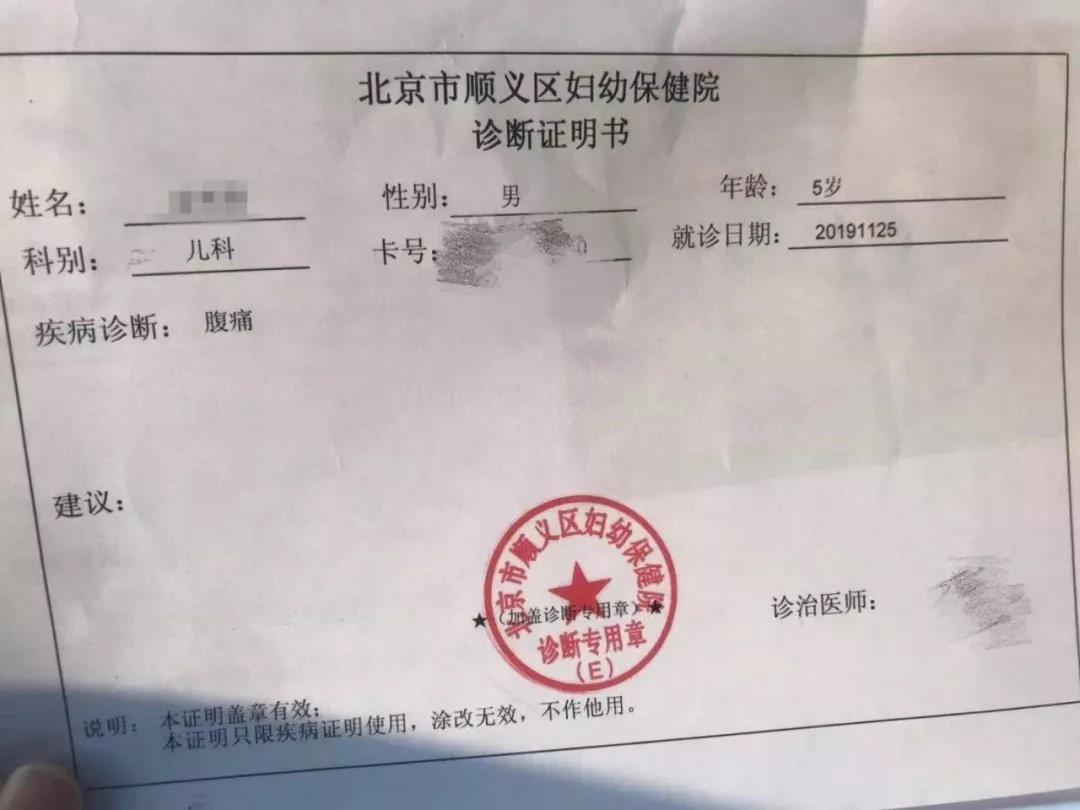 北京市顺义区妇幼保健院
诊断证明书
姓名: 性别: 男 年龄: 5岁
科别: 儿科 卡号: 就诊日期: 20191125
疾病诊断: 腹痛
建议:
北京市顺义区妇幼保健院
★(加盖诊断专用章)★
诊断专用章
(E)
诊治医师:
说明: 本证明盖章有效;
本证明只限疾病证明使用，涂改无效，不作他用。